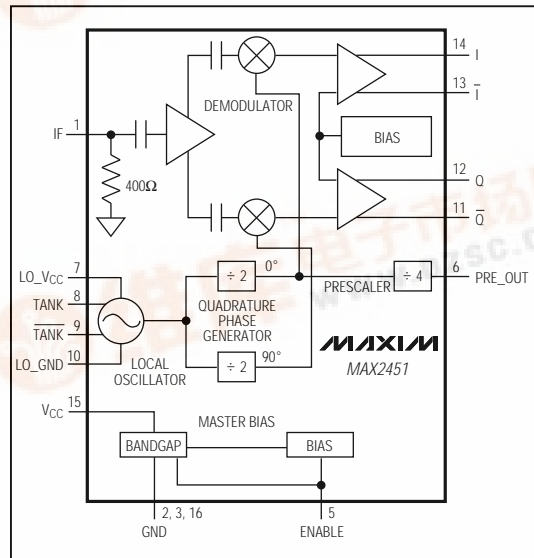 14 I
13 I
DEMODULATOR
1
IF
BIAS
400Ω
12 Q
11 Q
7
LO_VCC
8
TANK
9
TANK
10
LO_GND
÷ 2 0°
PRESCALER ÷ 4 6 PRE_OUT
QUADRATURE
PHASE
GENERATOR
÷ 2 90°
LOCAL
OSCILLATOR
MAXIM
MAX2451
15
VCC
MASTER BIAS
BANDGAP BIAS
2, 3, 16 5
GND ENABLE